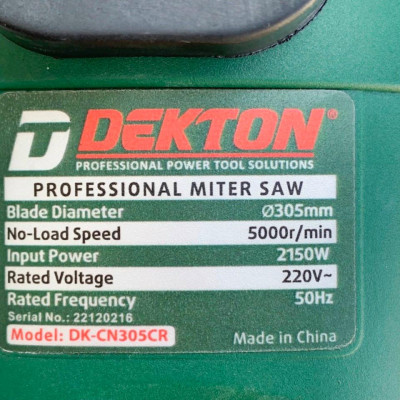 DEKTON®
PROFESSIONAL POWER TOOL SOLUTIONS
PROFESSIONAL MITER SAW
Blade Diameter Ø305mm
No-Load Speed 5000r/min
Input Power 2150W
Rated Voltage 220V~
Rated Frequency 50Hz
Serial No.: 22120216
Model: DK-CN305CR Made in China